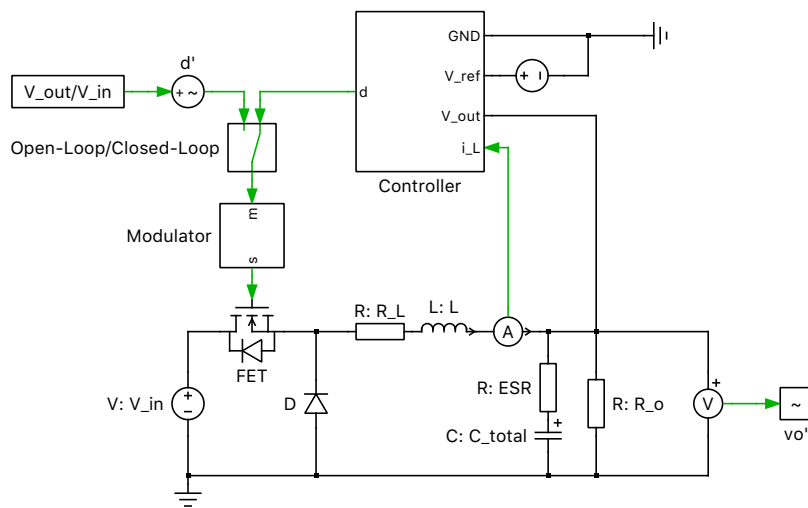 GND
d'
V_ref
V_out/V_in
+ ~
+ -
d
V_out
Open-Loop/Closed-Loop
i_L
Controller
m
Modulator
s
R: R_L
L: L
A
FET
R: ESR
+
V: V_in
+
-
D
R: R_o
V
~
+
C: C_total
vo'